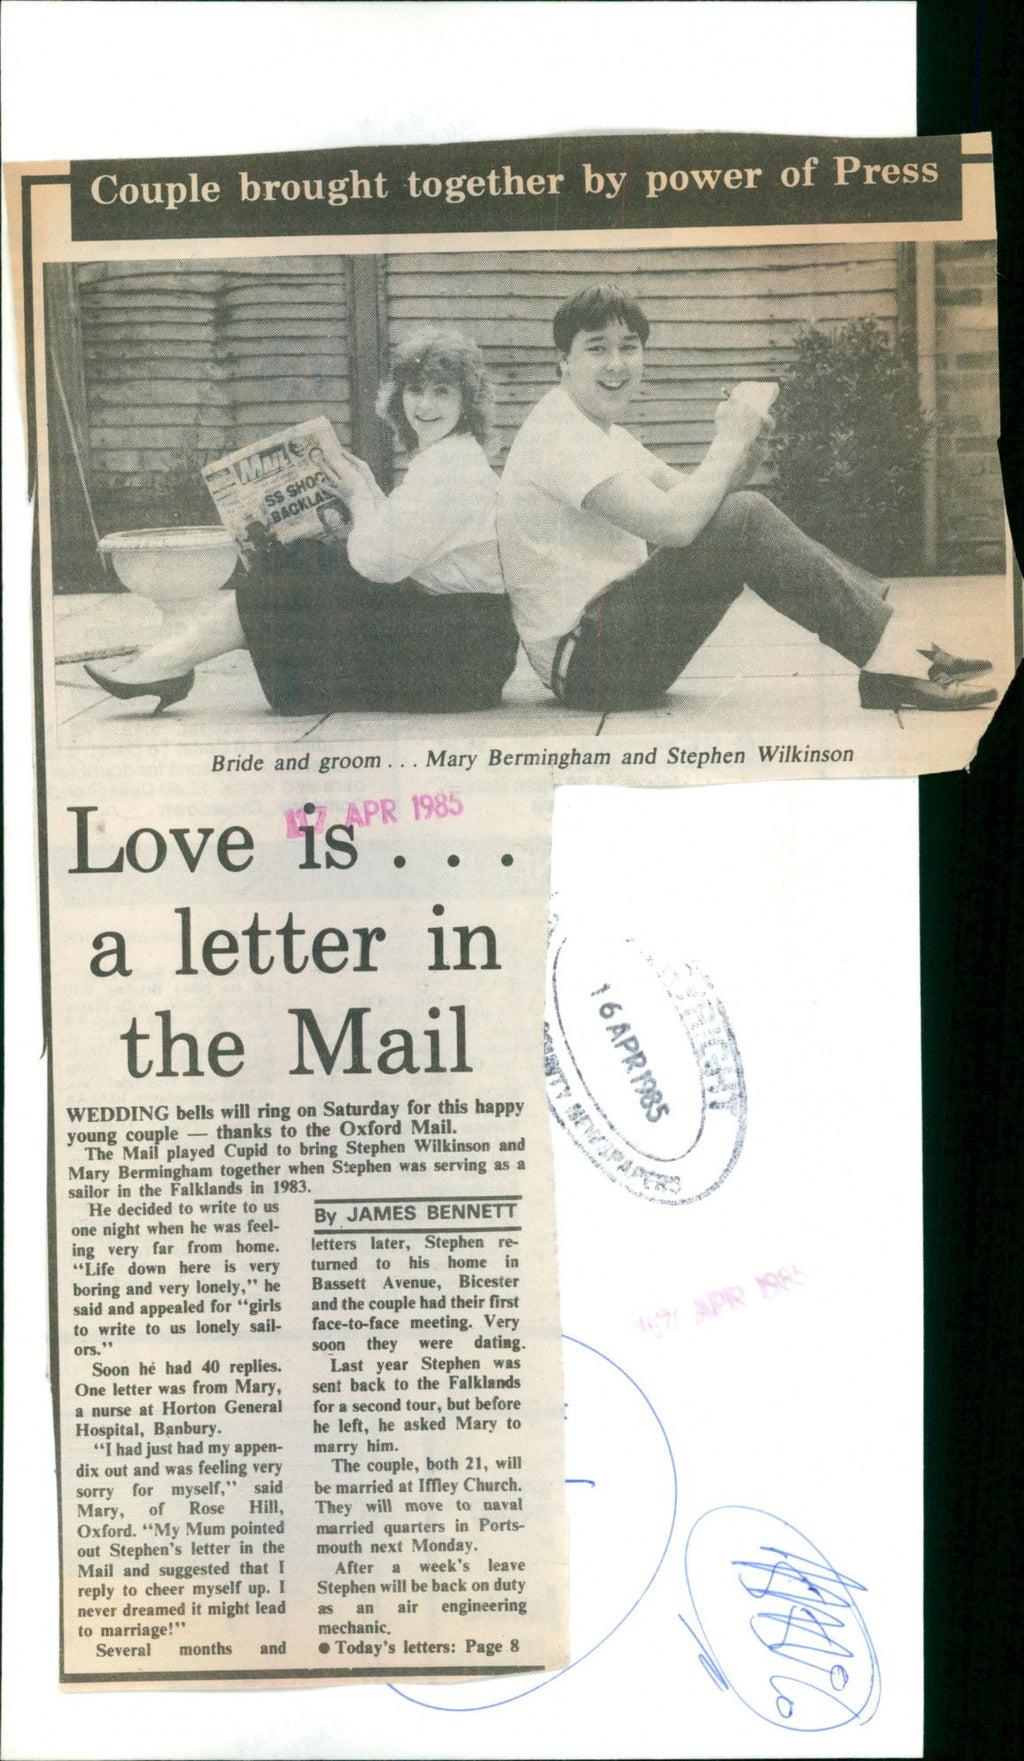 Couple brought together by power of Press
MAIL
SS SHOC
BACKLAS
Bride and groom . . . Mary Bermingham and Stephen Wilkinson
17 APR 1985
Love is . . .
a letter in
the Mail
WEDDING bells will ring on Saturday for this happy
young couple — thanks to the Oxford Mail.
The Mail played Cupid to bring Stephen Wilkinson and
Mary Bermingham together when Stephen was serving as a
sailor in the Falklands in 1983.
He decided to write to us
one night when he was feel-
ing very far from home.
"Life down here is very
boring and very lonely," he
said and appealed for "girls
to write to us lonely sail-
ors."
Soon he had 40 replies.
One letter was from Mary,
a nurse at Horton General
Hospital, Banbury.
"I had just had my appen-
dix out and was feeling very
sorry for myself," said
Mary, of Rose Hill,
Oxford. "My Mum pointed
out Stephen's letter in the
Mail and suggested that I
reply to cheer myself up. I
never dreamed it might lead
to marriage!"
Several months and
By JAMES BENNETT
letters later, Stephen re-
turned to his home in
Bassett Avenue, Bicester
and the couple had their first
face-to-face meeting. Very
soon they were dating.
Last year Stephen was
sent back to the Falklands
for a second tour, but before
he left, he asked Mary to
marry him.
The couple, both 21, will
be married at Iffley Church.
They will move to naval
married quarters in Ports-
mouth next Monday.
After a week's leave
Stephen will be back on duty
as an air engineering
mechanic.
● Today's letters: Page 8
16 APR 1985
COUNTY NEWSPAPERS
17 APR 1985